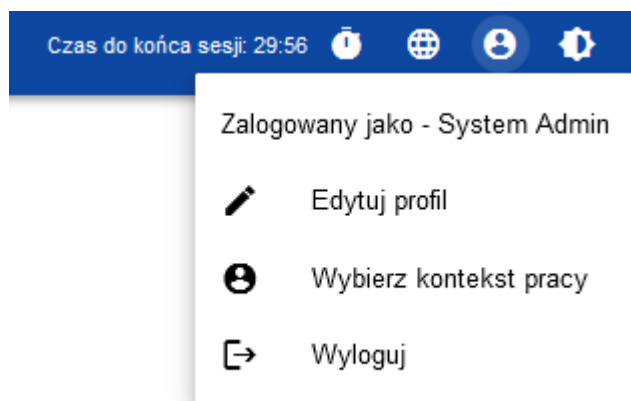 Czas do końca sesji: 29:56
Zalogowany jako - System Admin
Edytuj profil
Wybierz kontekst pracy
Wyloguj